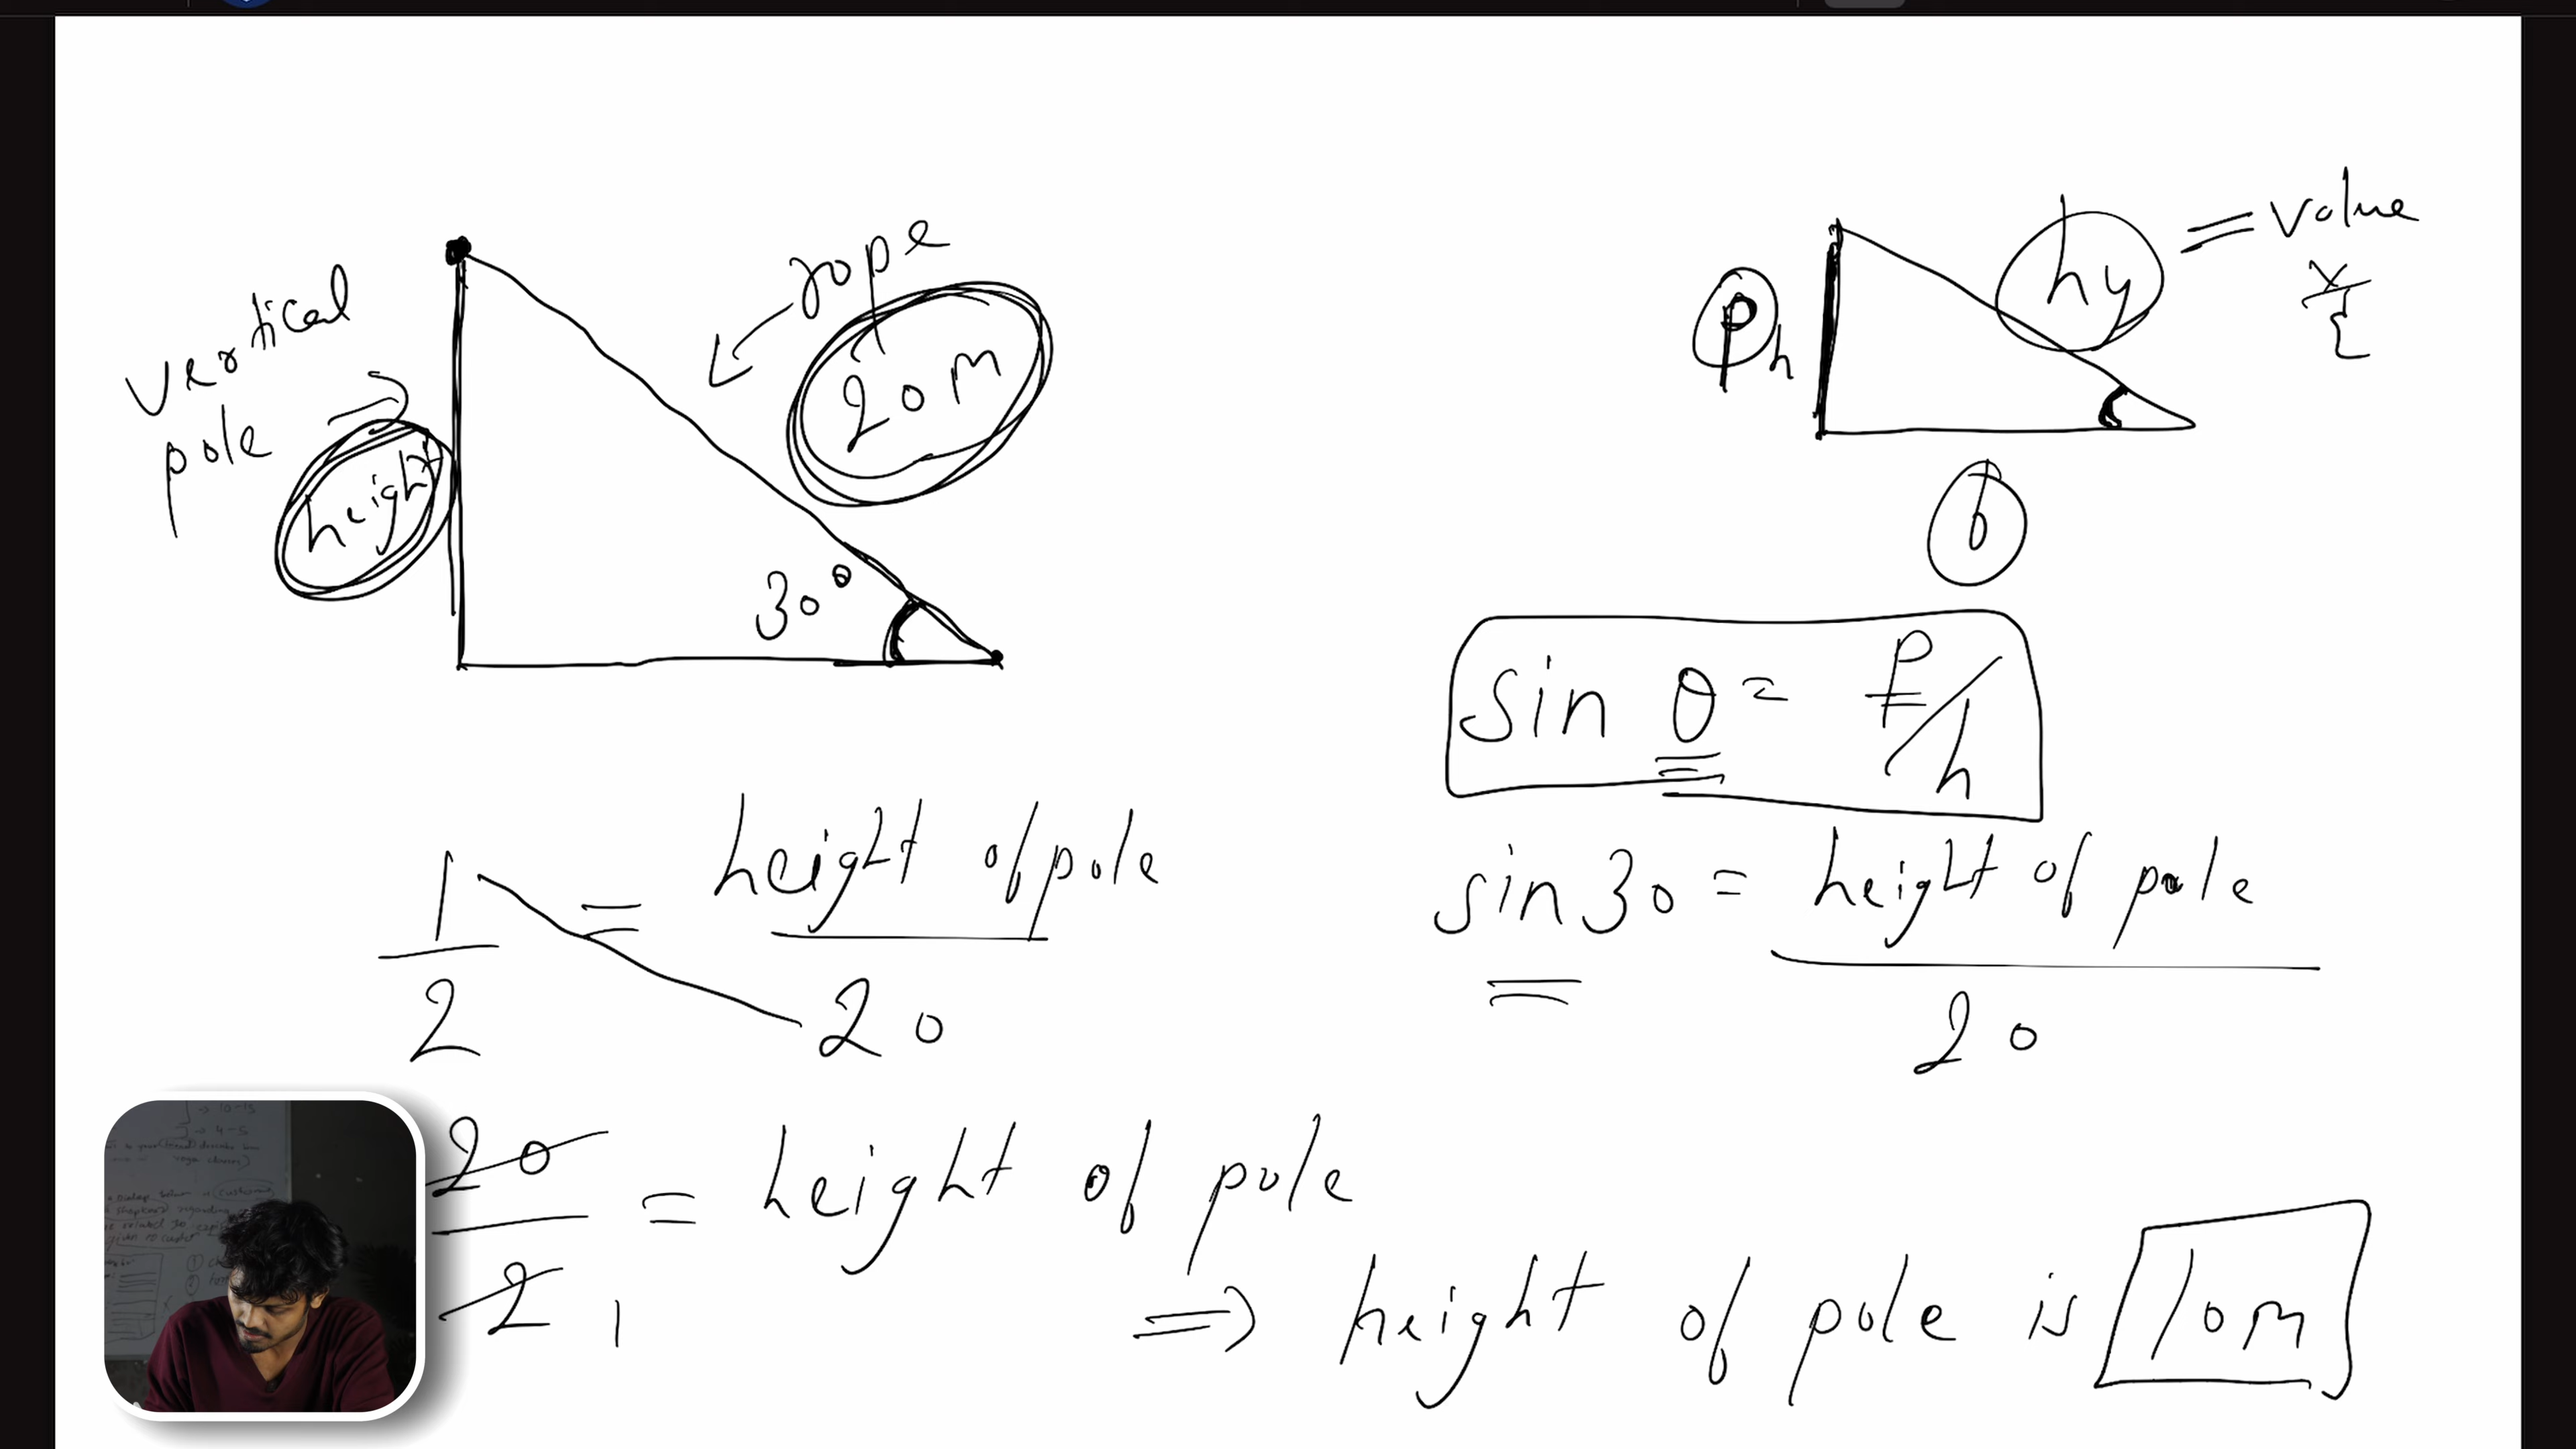 vertical
pole
height
rope
20 m
30°
p
h
hy = value
b
sin θ = p/h
sin 30 = height of pole
20
1 = height of pole
2 20
20 = height of pole
2 1
⇒ height of pole is 10m